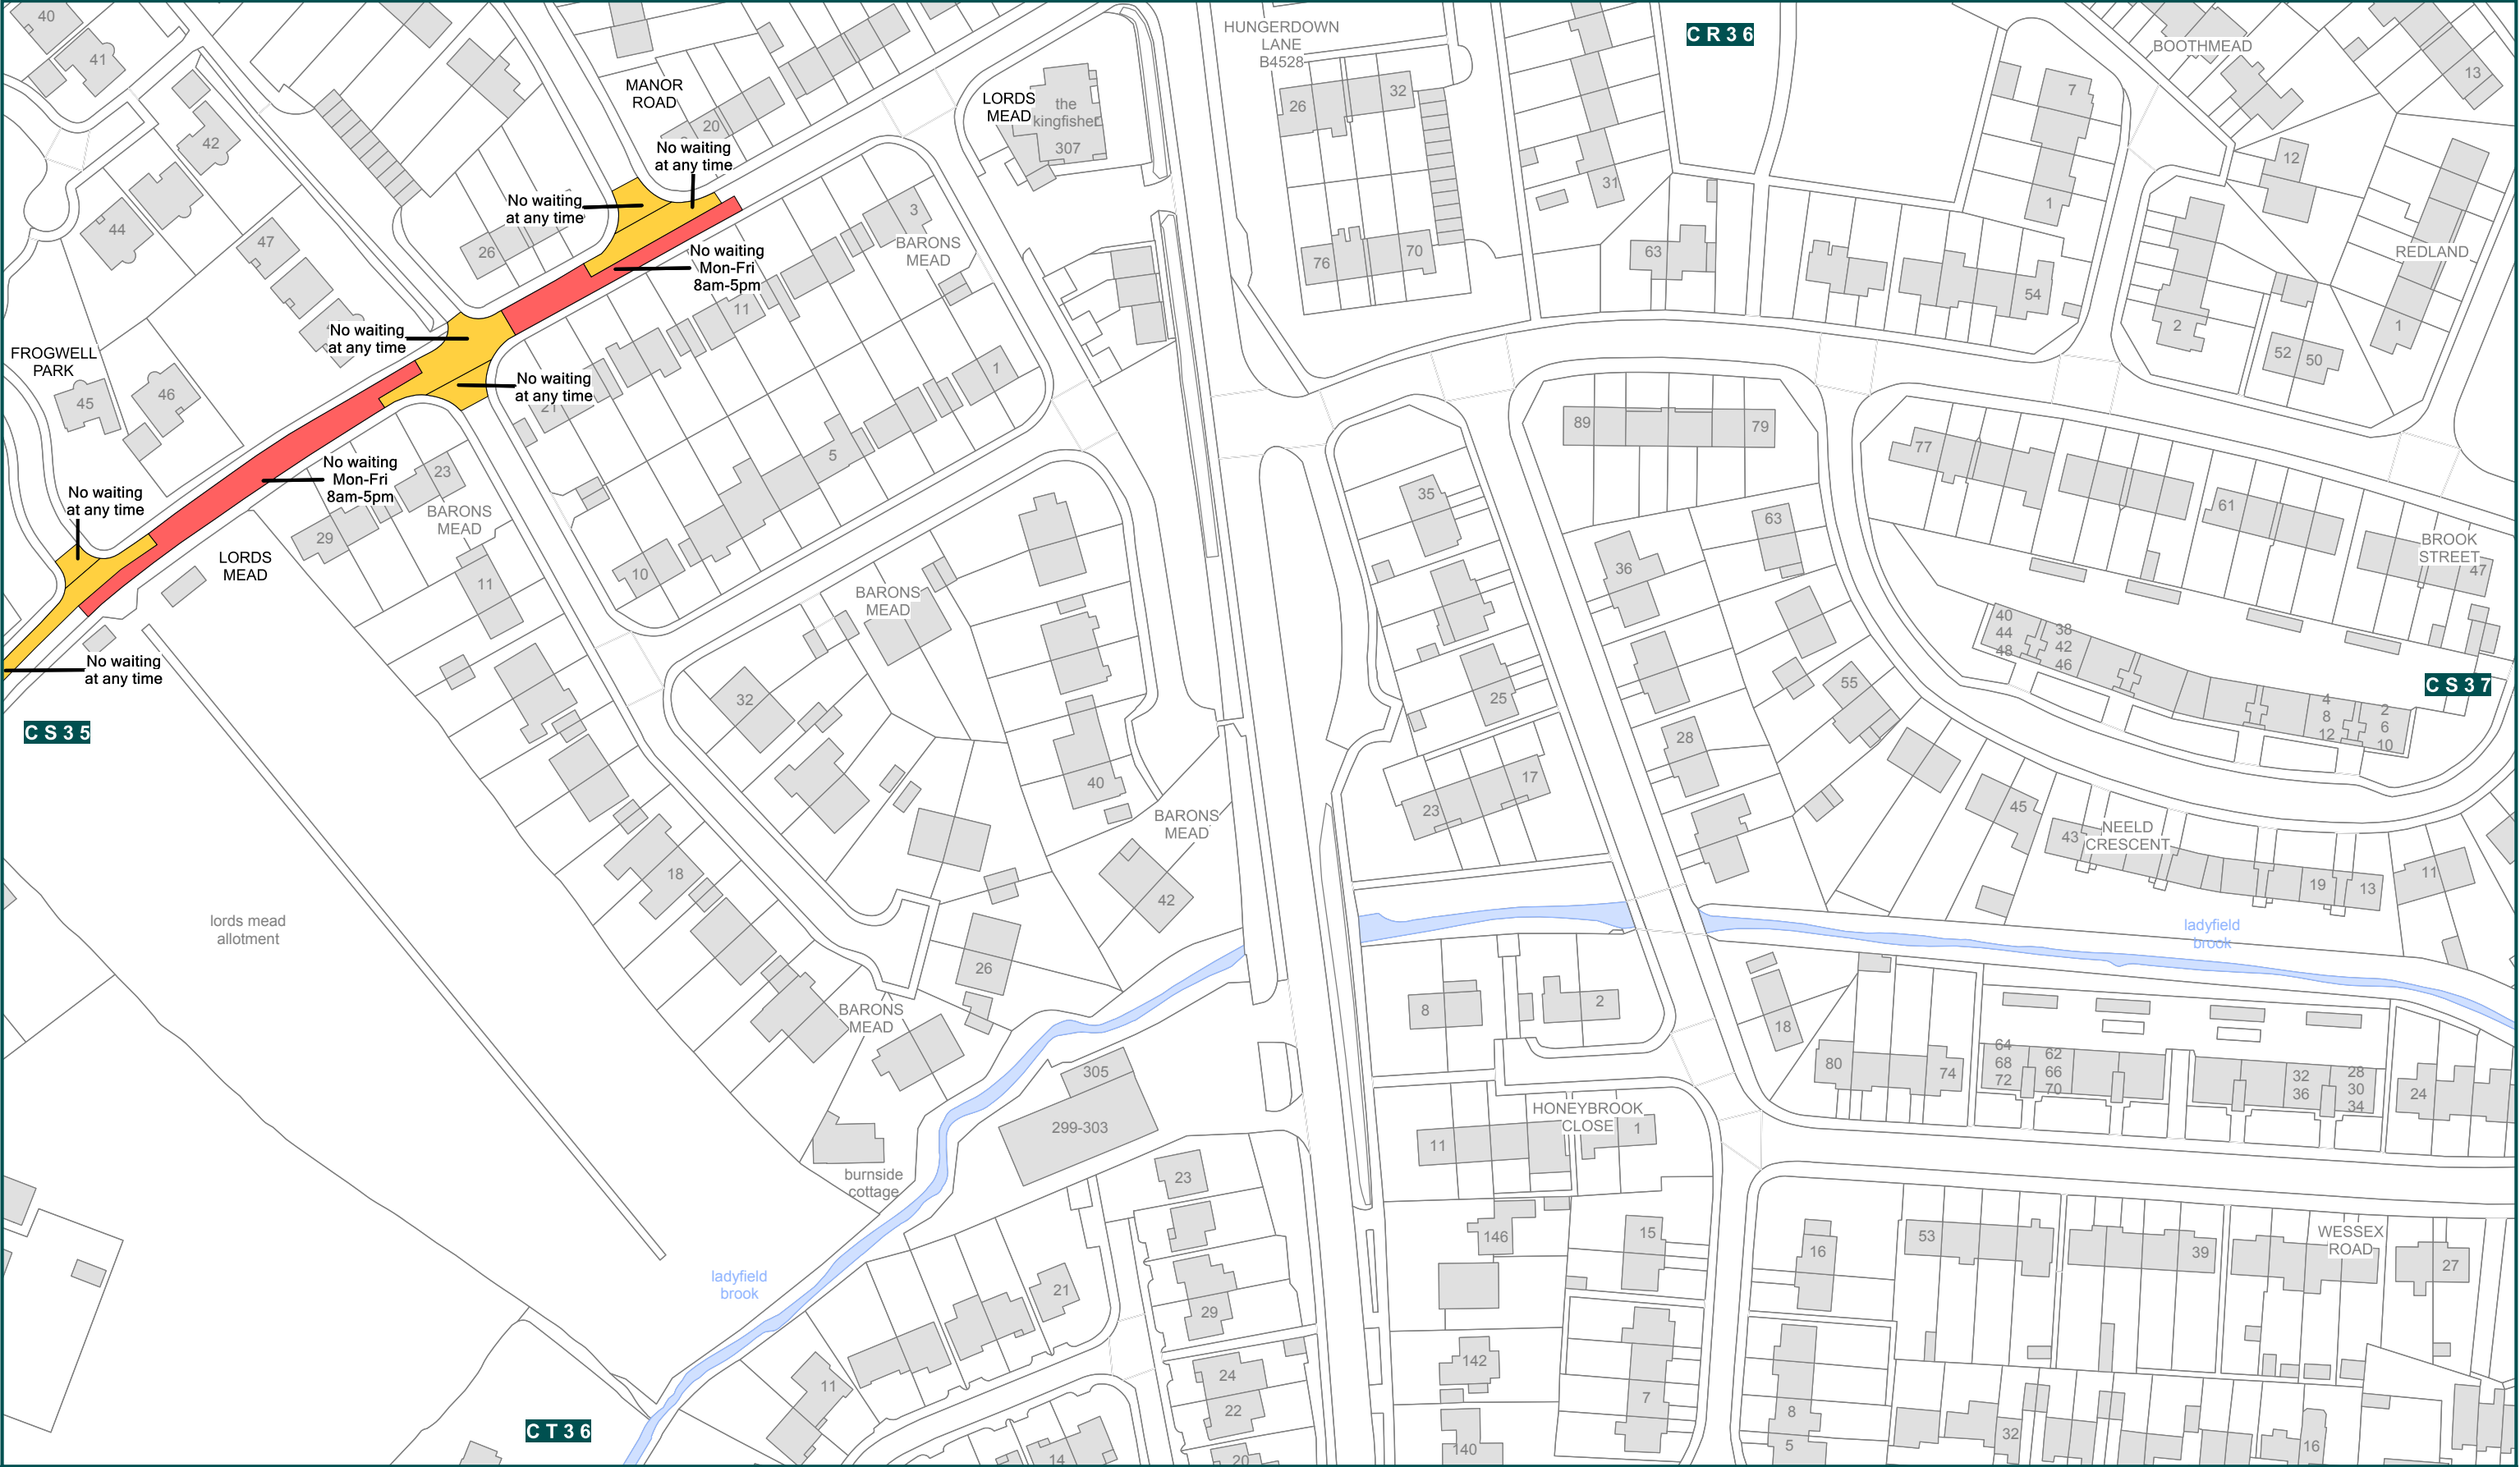 40
41
42
44
47
45
46
FROGWELL
PARK
MANOR
ROAD
20
26
No waiting
at any time
No waiting
at any time
No waiting
Mon-Fri
8am-5pm
No waiting
at any time
No waiting
at any time
No waiting
Mon-Fri
8am-5pm
No waiting
at any time
No waiting
at any time
LORDS
MEAD
LORDS
MEAD
the
kingfisher
307
HUNGERDOWN
LANE
B4528
CR36
BOOTHMEAD
13
26
32
31
7
1
12
REDLAND
1
76
70
63
54
2
52
50
3
BARONS
MEAD
11
21
1
5
10
23
29
BARONS
MEAD
11
BARONS
MEAD
32
40
BARONS
MEAD
42
18
26
BARONS
MEAD
CS35
lords mead
allotment
89
79
77
61
BROOK
STREET
47
35
36
63
25
55
28
23
17
40
44
48
38
42
46
4
8
12
2
6
10
CS37
45
43
NEELD
CRESCENT
19
13
11
ladyfield
brook
8
2
18
80
74
64
68
72
62
66
70
32
36
28
30
34
24
305
299-303
HONEYBROOK
CLOSE
11
1
burnside
cottage
23
146
15
16
53
39
WESSEX
ROAD
27
ladyfield
brook
21
29
11
24
22
20
14
142
140
7
8
5
32
16
CT36